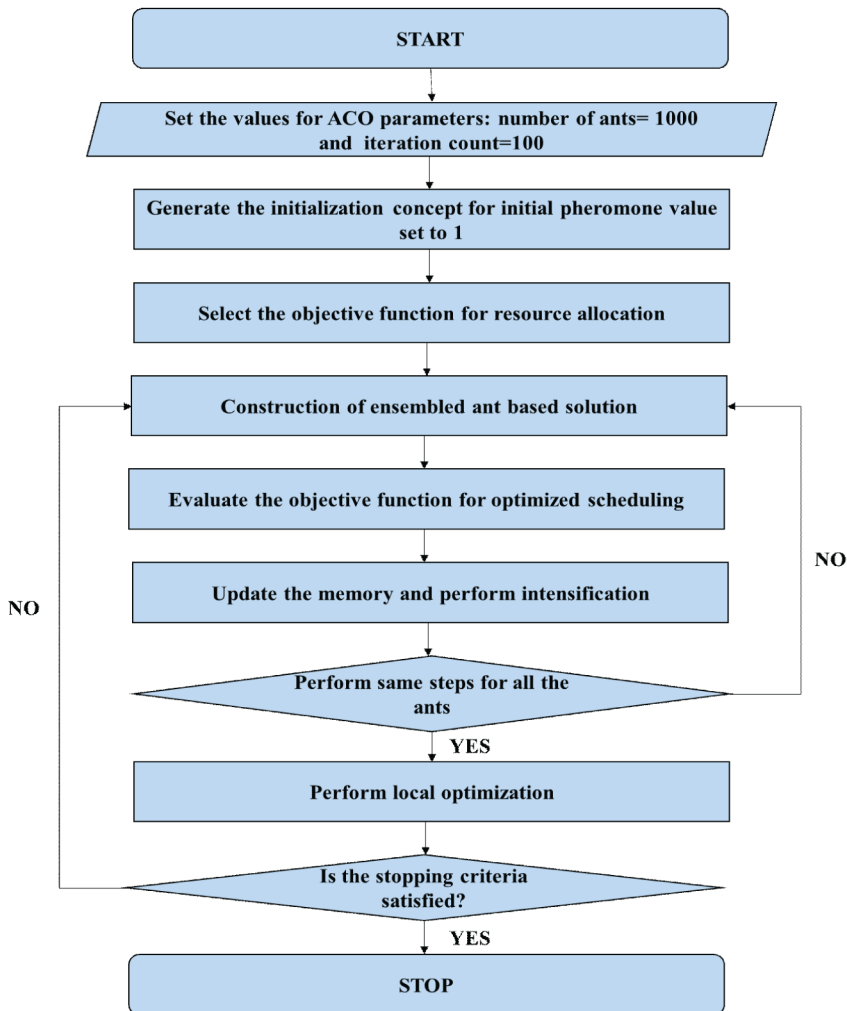 START
Set the values for ACO parameters: number of ants= 1000
and iteration count=100
Generate the initialization concept for initial pheromone value
set to 1
Select the objective function for resource allocation
Construction of ensembled ant based solution
Evaluate the objective function for optimized scheduling
NO
Update the memory and perform intensification
NO
Perform same steps for all the
ants
YES
Perform local optimization
Is the stopping criteria
satisfied?
YES
STOP